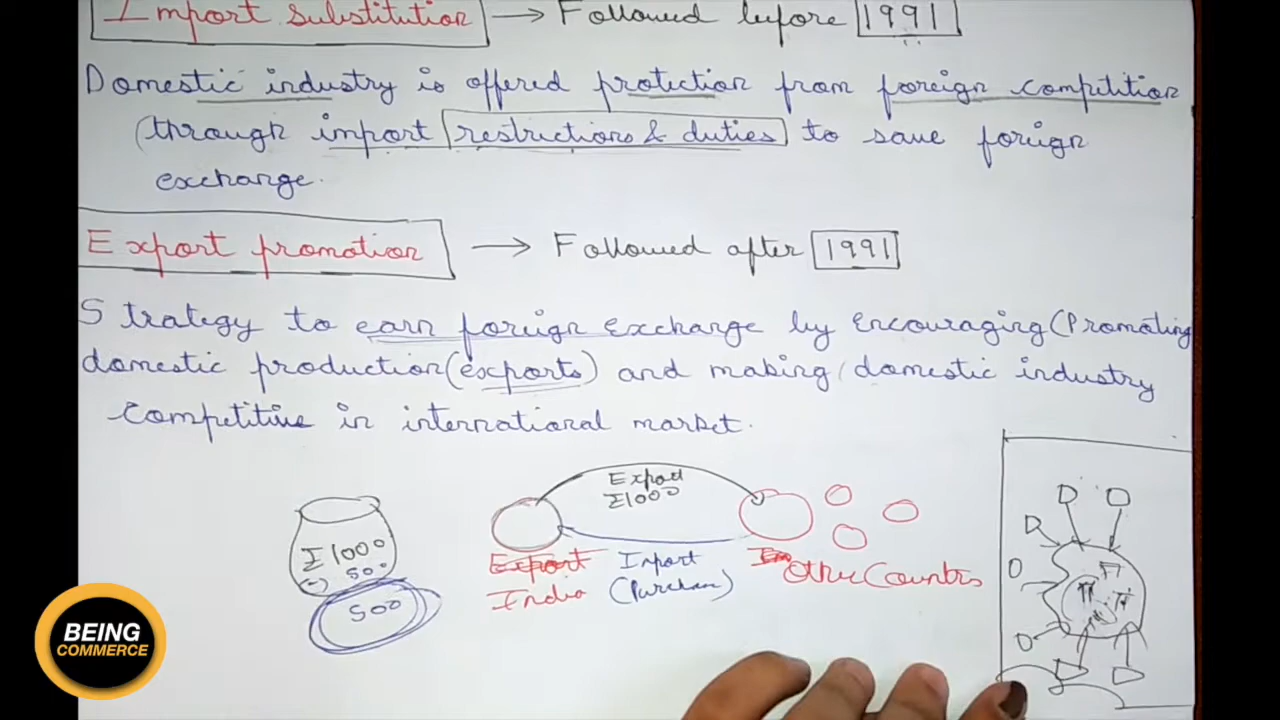 Import Substitution → Followed before 1991
Domestic industry is offered protection from foreign competition
(through import restrictions & duties) to save foreign
exchange.
Export promotion → Followed after 1991
Strategy to earn foreign exchange by encouraging (Promoting
domestic production (exports) and making domestic industry
competitive in international market.
Export
1000
1000
(-) 500
500
Export
India
Import
(Purchase)
Im
Other Countries
BEING
COMMERCE